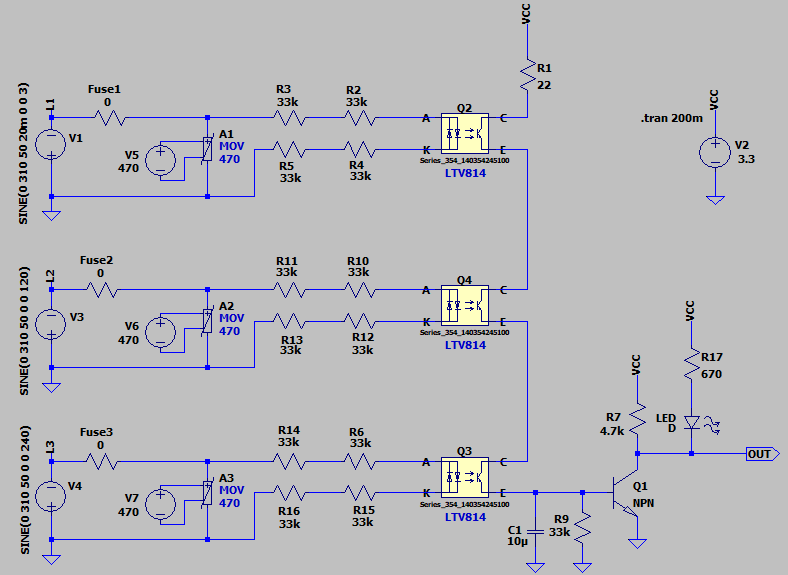 VCC
R1
22
SINE(0 310 50 20m 0 0 3)
L1
Fuse1
0
V1
V5
470
A1
MOV
470
R3
33k
R2
33k
R5
33k
R4
33k
Q2
A
C
K
E
Series_354_140354245100
LTV814
.tran 200m
VCC
V2
3.3
SINE(0 310 50 0 0 120)
L2
Fuse2
0
V3
V6
470
A2
MOV
470
R11
33k
R10
33k
R13
33k
R12
33k
Q4
A
C
K
E
Series_354_140354245100
LTV814
SINE(0 310 50 0 0 240)
L3
Fuse3
0
V4
V7
470
A3
MOV
470
R14
33k
R6
33k
R16
33k
R15
33k
Q3
A
C
K
E
Series_354_140354245100
LTV814
C1
10µ
R9
33k
VCC
R7
4.7k
VCC
R17
670
LED
D
OUT
Q1
NPN